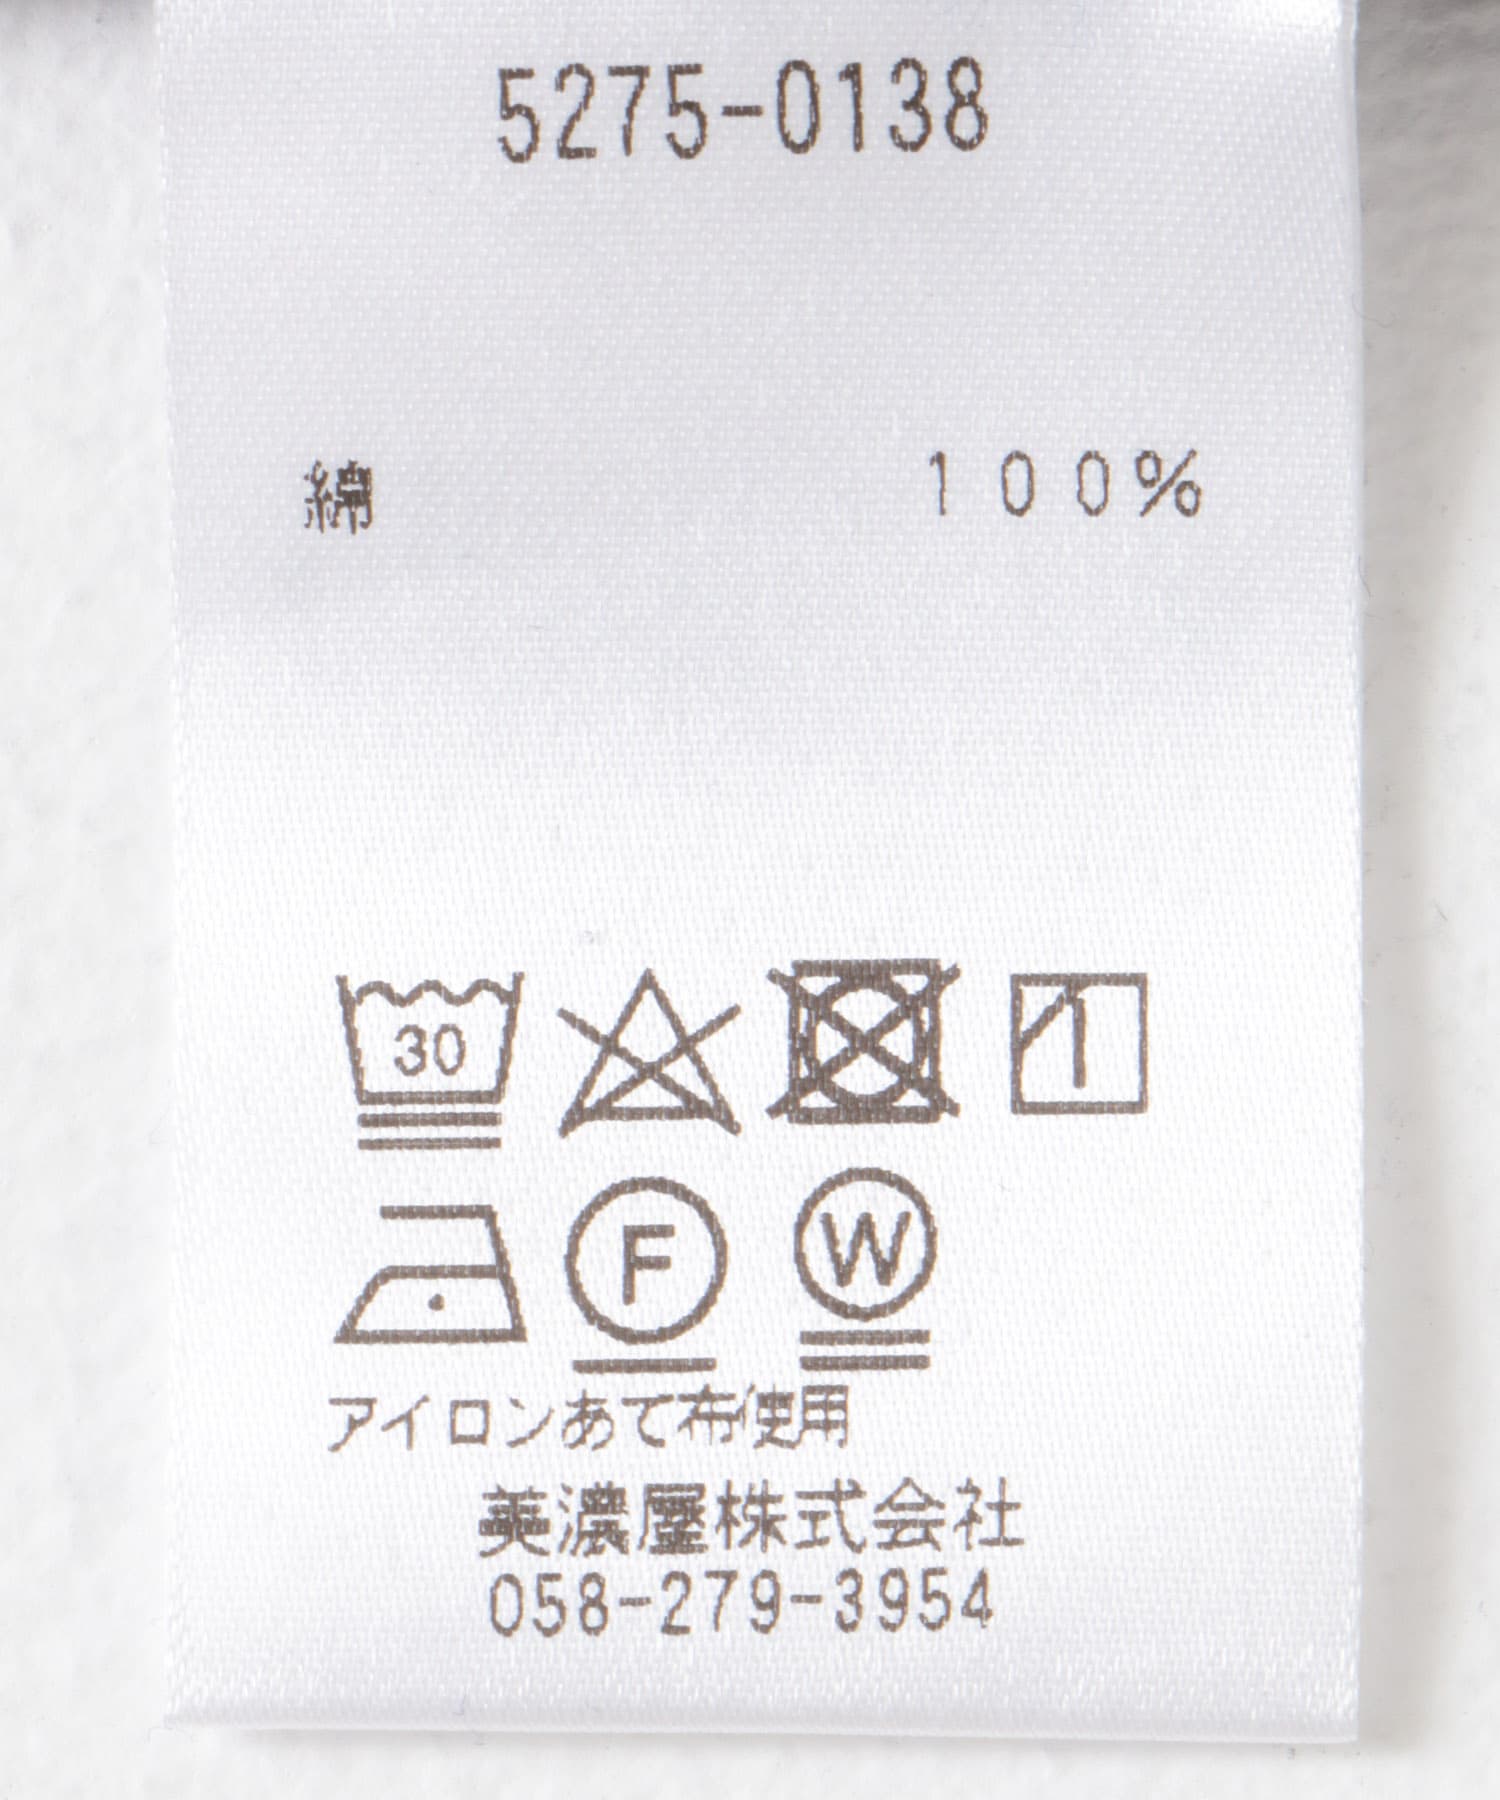 5275-0138
綿 100%
30
F W
アイロンあて布使用
美濃屋株式会社
058-279-3954